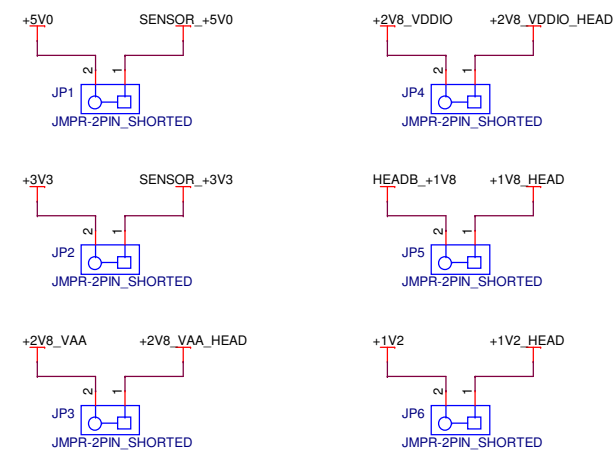 +5V0 SENSOR_+5V0
2 1
JP1
JMPR-2PIN_SHORTED
+2V8_VDDIO +2V8_VDDIO_HEAD
2 1
JP4
JMPR-2PIN_SHORTED
+3V3 SENSOR_+3V3
2 1
JP2
JMPR-2PIN_SHORTED
HEADB_+1V8 +1V8_HEAD
2 1
JP5
JMPR-2PIN_SHORTED
+2V8_VAA +2V8_VAA_HEAD
2 1
JP3
JMPR-2PIN_SHORTED
+1V2 +1V2_HEAD
2 1
JP6
JMPR-2PIN_SHORTED